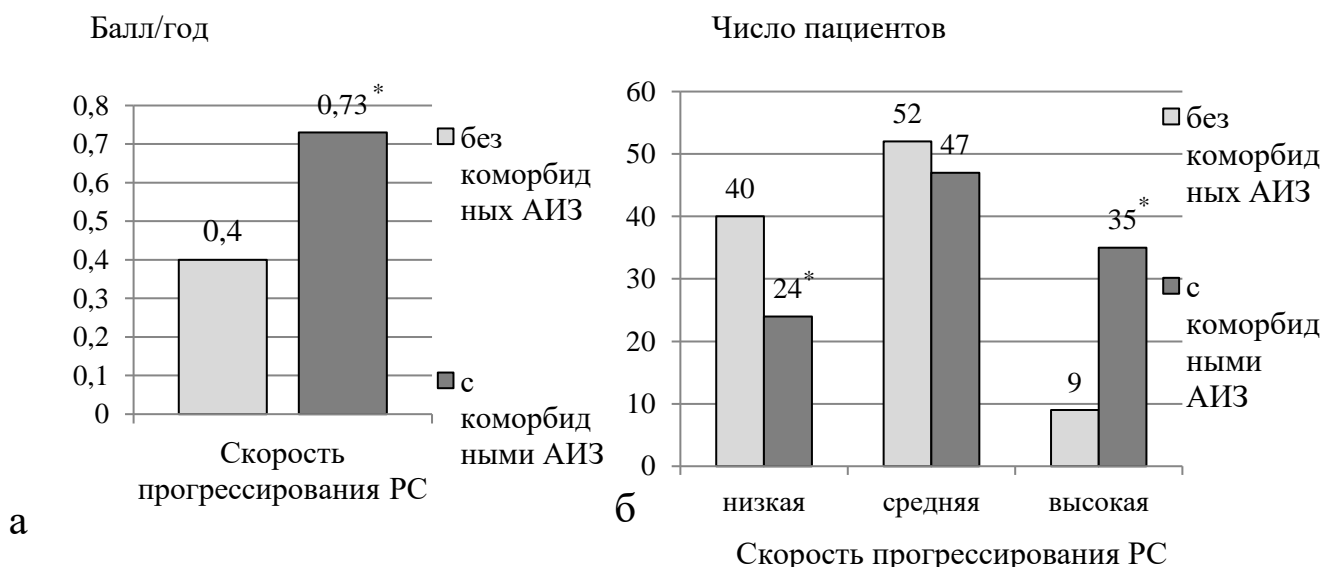 Балл/год
0,8
0,7
0,6
0,5
0,4
0,3
0,2
0,1
0
0,4
0,73*
Скорость
прогрессирования РС
без
коморбид
ных АИЗ
с
коморбид
ными АИЗ
а
Число пациентов
60
50
40
30
20
10
0
40
24*
52
47
9
35*
низкая
средняя
высокая
Скорость прогрессирования РС
без
коморбид
ных АИЗ
с
коморбид
ными
АИЗ
б